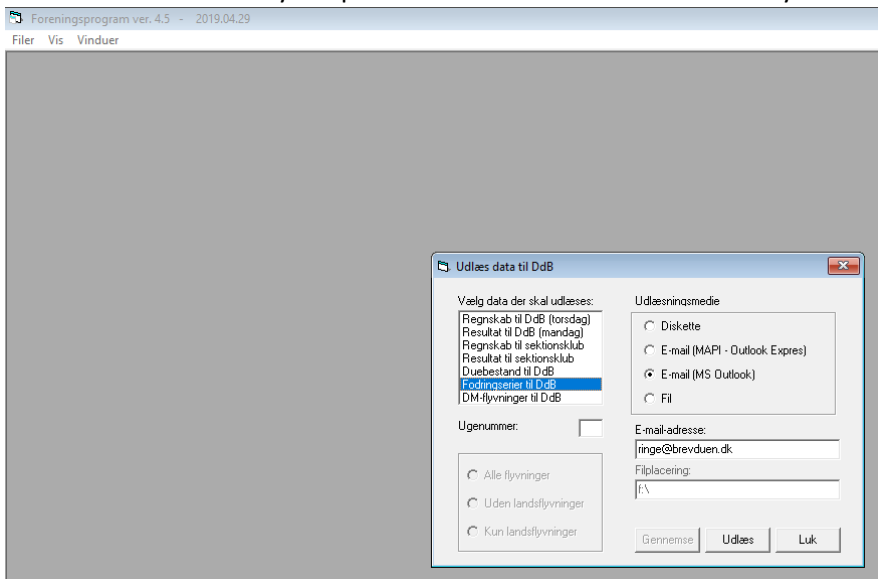 Foreningsprogram ver. 4.5 - 2019.04.29
Filer Vis Vinduer
Udlæs data til DdB
Vælg data der skal udlæses:
Regnskab til DdB (torsdag)
Resultat til DdB (mandag)
Regnskab til sektionsklub
Resultat til sektionsklub
Duebestand til DdB
Fodringserier til DdB
DM-flyvninger til DdB
Ugenummer:
Alle flyvninger
Uden landsflyvninger
Kun landsflyvninger
Udlæsningsmedie
Diskette
E-mail (MAPI - Outlook Expres)
E-mail (MS Outlook)
Fil
E-mail-adresse:
ringe@brevduen.dk
Filplacering:
f:\
Gennemse Udlæs Luk